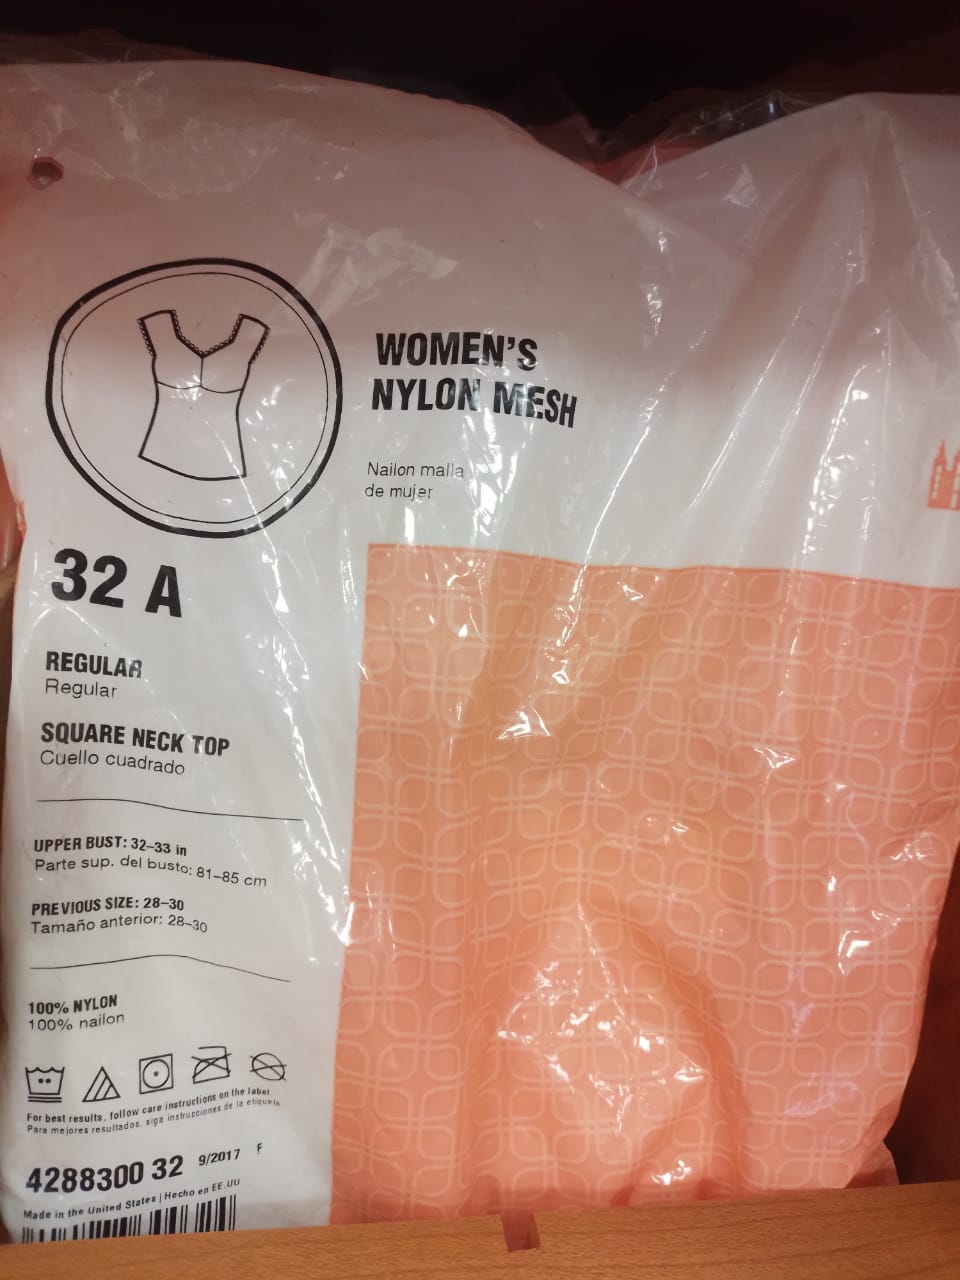 WOMEN'S
NYLON MESH
Nailon malla
de mujer
32 A
REGULAR
Regular
SQUARE NECK TOP
Cuello cuadrado
UPPER BUST: 32–33 in
Parte sup. del busto: 81–85 cm
PREVIOUS SIZE: 28–30
Tamaño anterior: 28–30
100% NYLON
100% nailon
For best results, follow care instructions on the label.
Para mejores resultados, siga instrucciones de la etiqueta
4288300 32 9/2017 F
Made in the United States | Hecho en EE.UU